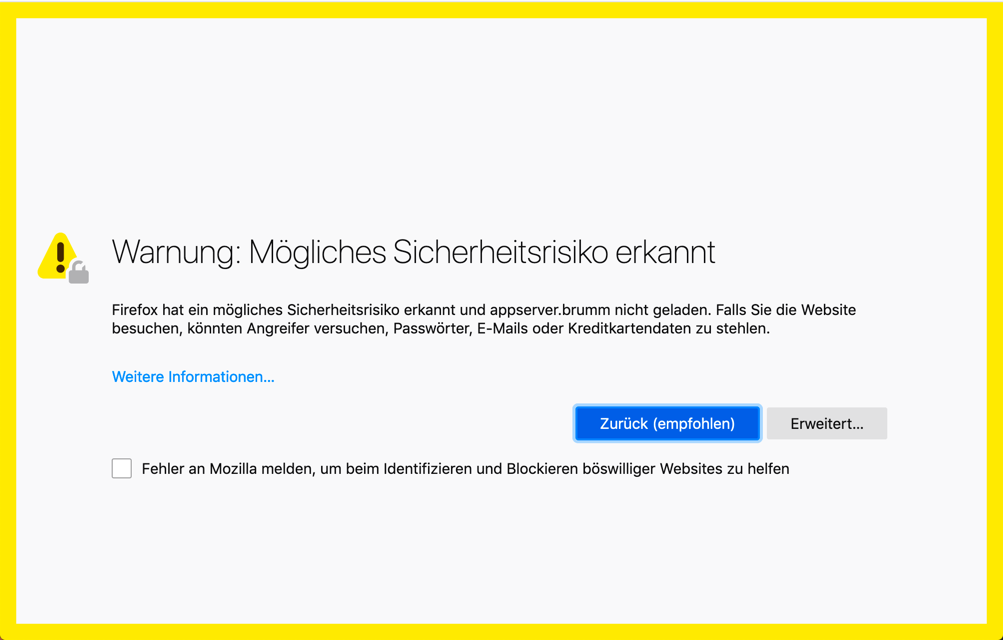 Warnung: Mögliches Sicherheitsrisiko erkannt
Firefox hat ein mögliches Sicherheitsrisiko erkannt und appserver.brumm nicht geladen. Falls Sie die Website
besuchen, könnten Angreifer versuchen, Passwörter, E-Mails oder Kreditkartendaten zu stehlen.
Weitere Informationen...
Zurück (empfohlen)
Erweitert...
Fehler an Mozilla melden, um beim Identifizieren und Blockieren böswilliger Websites zu helfen